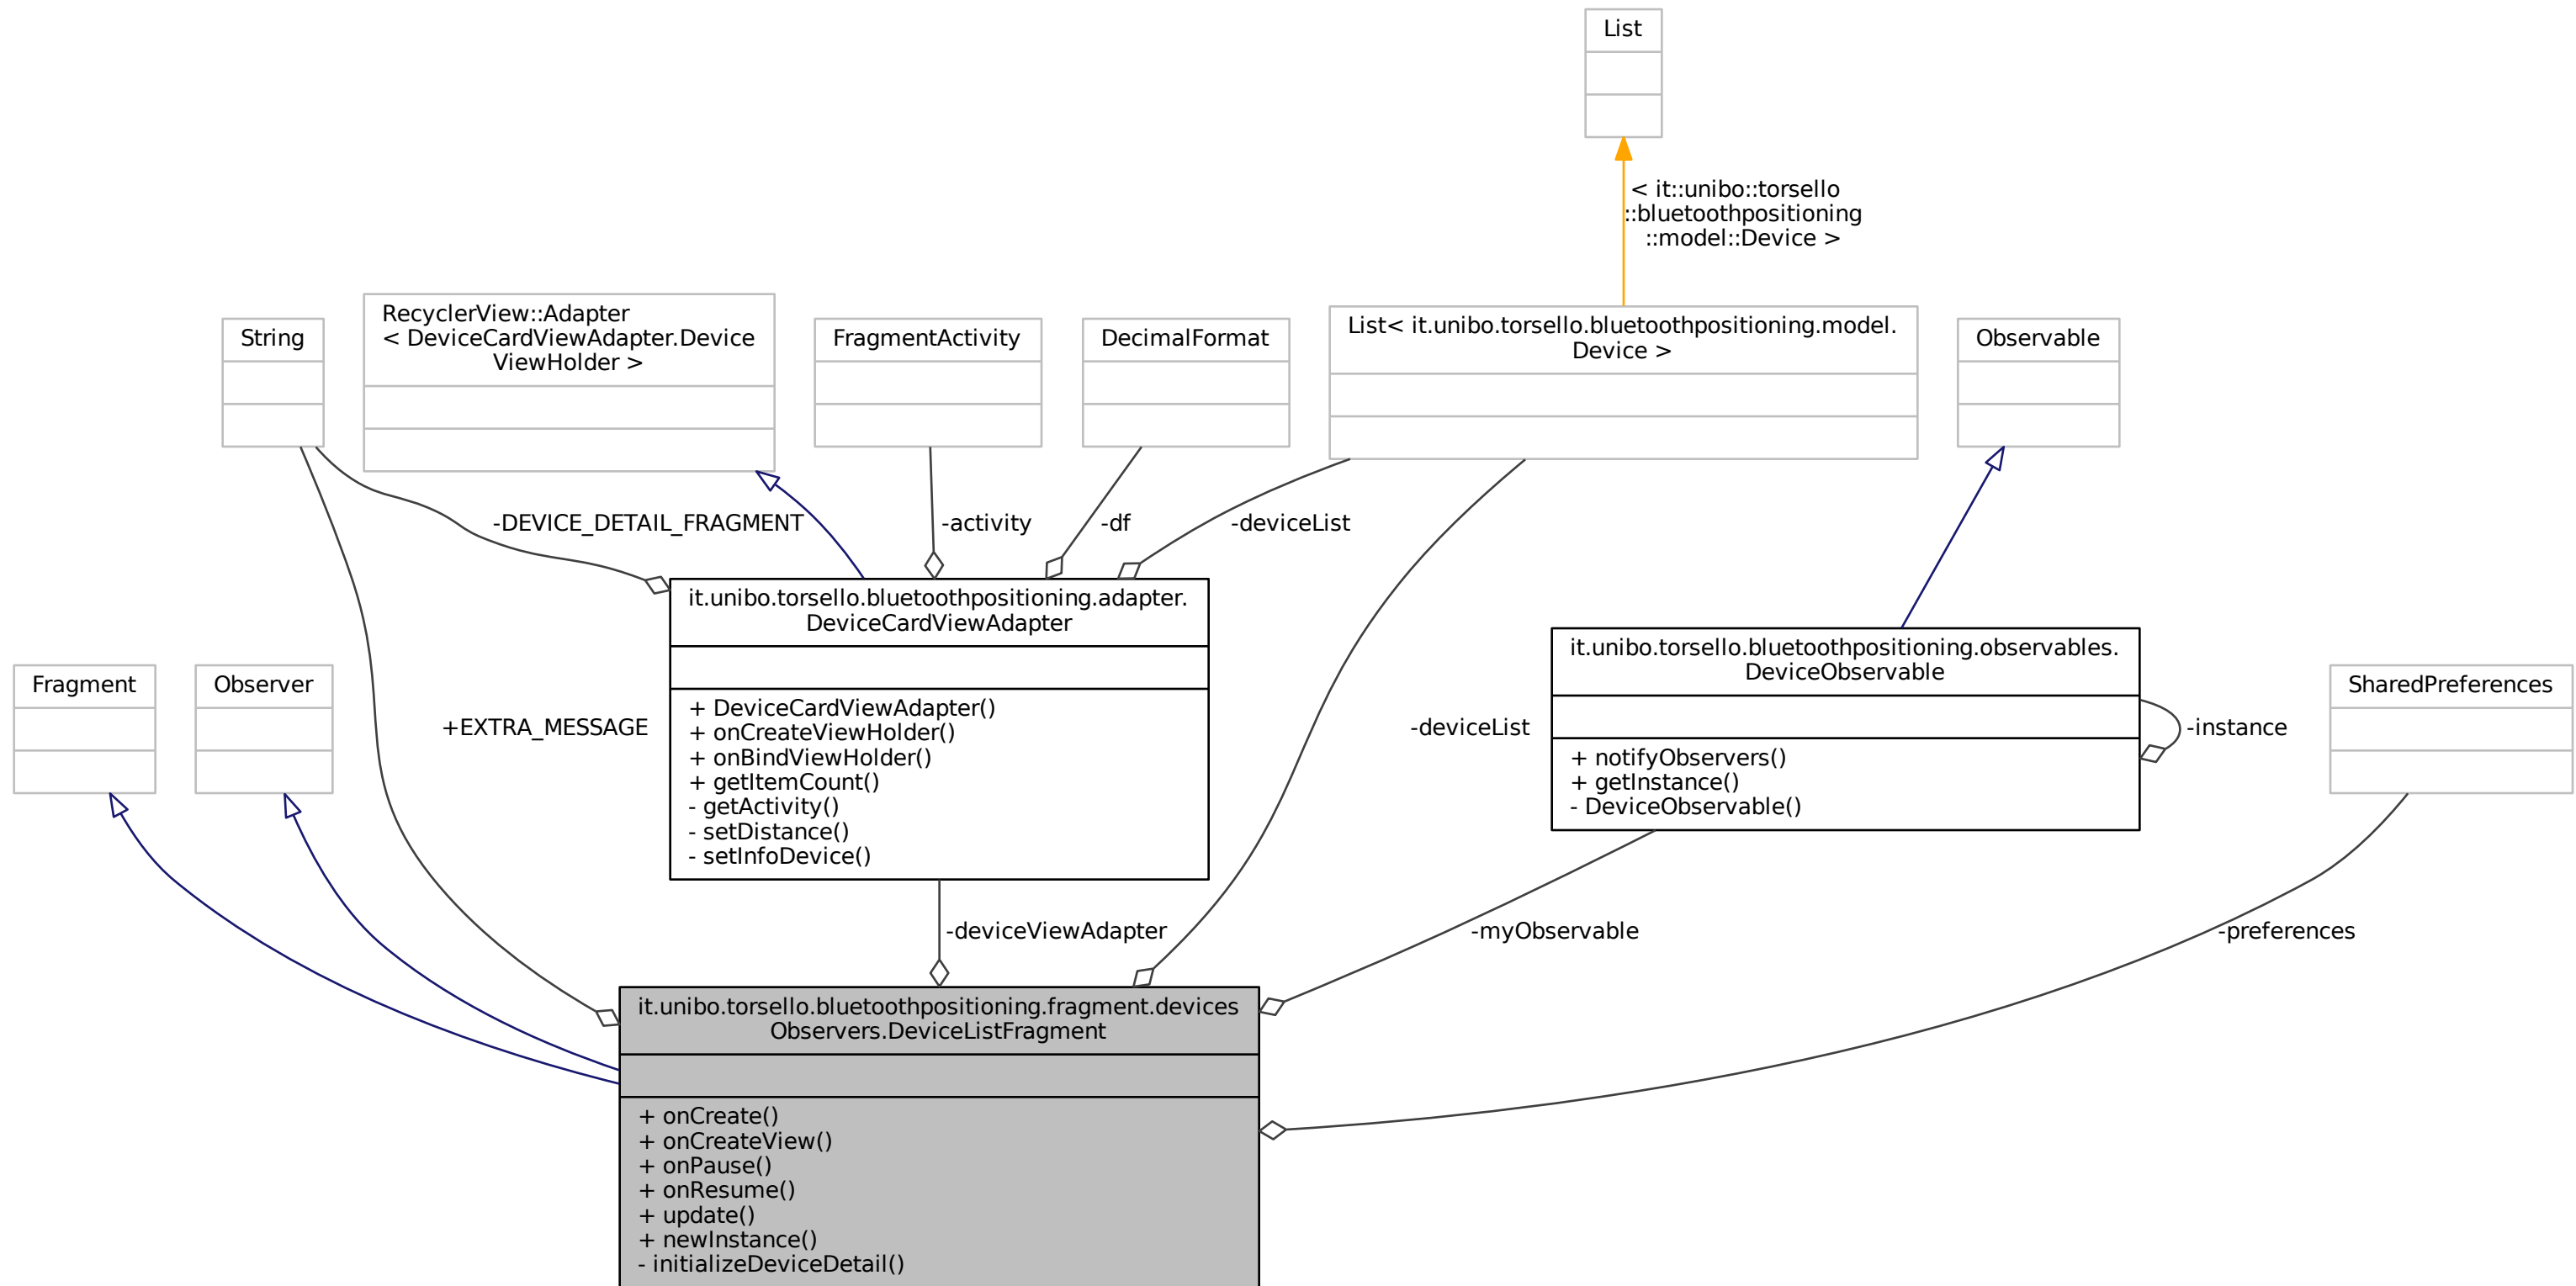 List
< it::unibo::torsello
::bluetoothpositioning
::model::Device >
String
RecyclerView::Adapter
< DeviceCardViewAdapter.Device
ViewHolder >
FragmentActivity
DecimalFormat
List< it.unibo.torsello.bluetoothpositioning.model.
Device >
Observable
-DEVICE_DETAIL_FRAGMENT
-activity
-df
-deviceList
Fragment
Observer
+EXTRA_MESSAGE
it.unibo.torsello.bluetoothpositioning.adapter.
DeviceCardViewAdapter
+ DeviceCardViewAdapter()
+ onCreateViewHolder()
+ onBindViewHolder()
+ getItemCount()
- getActivity()
- setDistance()
- setInfoDevice()
-deviceList
it.unibo.torsello.bluetoothpositioning.observables.
DeviceObservable
+ notifyObservers()
+ getInstance()
- DeviceObservable()
-instance
SharedPreferences
-deviceViewAdapter
-myObservable
-preferences
it.unibo.torsello.bluetoothpositioning.fragment.devices
Observers.DeviceListFragment
+ onCreate()
+ onCreateView()
+ onPause()
+ onResume()
+ update()
+ newInstance()
- initializeDeviceDetail()